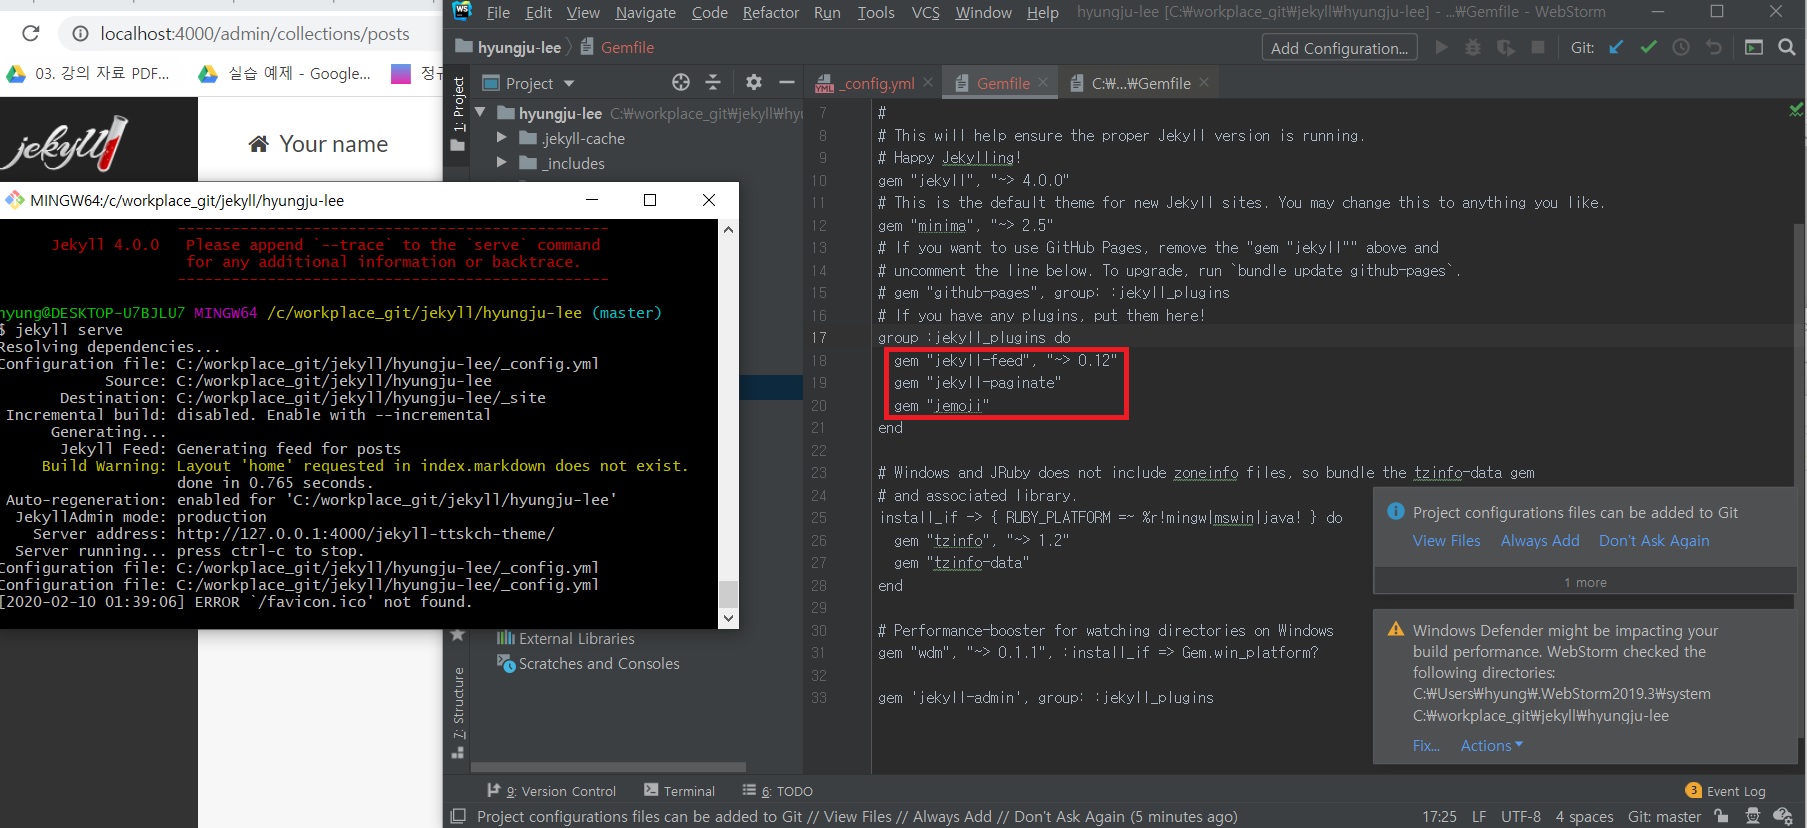 localhost:4000/admin/collections/posts
03. 강의 자료 PDF...
실습 예제 - Google...
정규
jekyll
Your name
MINGW64:/c/workplace_git/jekyll/hyungju-lee
------------------------------------------------
Jekyll 4.0.0 Please append `--trace` to the `serve` command
for any additional information or backtrace.
------------------------------------------------
hyung@DESKTOP-U7BJLU7 MINGW64 /c/workplace_git/jekyll/hyungju-lee (master)
$ jekyll serve
Resolving dependencies...
Configuration file: C:/workplace_git/jekyll/hyungju-lee/_config.yml
Source: C:/workplace_git/jekyll/hyungju-lee
Destination: C:/workplace_git/jekyll/hyungju-lee/_site
Incremental build: disabled. Enable with --incremental
Generating...
Jekyll Feed: Generating feed for posts
Build Warning: Layout 'home' requested in index.markdown does not exist.
done in 0.765 seconds.
Auto-regeneration: enabled for 'C:/workplace_git/jekyll/hyungju-lee'
JekyllAdmin mode: production
Server address: http://127.0.0.1:4000/jekyll-ttskch-theme/
Server running... press ctrl-c to stop.
Configuration file: C:/workplace_git/jekyll/hyungju-lee/_config.yml
Configuration file: C:/workplace_git/jekyll/hyungju-lee/_config.yml
[2020-02-10 01:39:06] ERROR `/favicon.ico' not found.
WS File Edit View Navigate Code Refactor Run Tools VCS Window Help hyungju-lee [C:₩workplace_git₩jekyll₩hyungju-lee] - ...₩Gemfile - WebStorm
hyungju-lee Gemfile
Add Configuration...
Git:
1: Project
Project
hyungju-lee C:₩workplace_git₩jekyll₩hyu
.jekyll-cache
_includes
External Libraries
Scratches and Consoles
7: Structure
YML _config.yml Gemfile C:₩...₩Gemfile
7 #
8 # This will help ensure the proper Jekyll version is running.
9 # Happy Jekylling!
10 gem "jekyll", "~> 4.0.0"
11 # This is the default theme for new Jekyll sites. You may change this to anything you like.
12 gem "minima", "~> 2.5"
13 # If you want to use GitHub Pages, remove the "gem "jekyll"" above and
14 # uncomment the line below. To upgrade, run `bundle update github-pages`.
15 # gem "github-pages", group: :jekyll_plugins
16 # If you have any plugins, put them here!
17 group :jekyll_plugins do
18 gem "jekyll-feed", "~> 0.12"
19 gem "jekyll-paginate"
20 gem "jemoji"
21 end
22
23 # Windows and JRuby does not include zoneinfo files, so bundle the tzinfo-data gem
24 # and associated library.
25 install_if -> { RUBY_PLATFORM =~ %r!mingw|mswin|java! } do
26 gem "tzinfo", "~> 1.2"
27 gem "tzinfo-data"
28 end
29
30 # Performance-booster for watching directories on Windows
31 gem "wdm", "~> 0.1.1", :install_if => Gem.win_platform?
32
33 gem 'jekyll-admin', group: :jekyll_plugins
Project configurations files can be added to Git
View Files Always Add Don't Ask Again
1 more
Windows Defender might be impacting your
build performance. WebStorm checked the
following directories:
C:₩Users₩hyung₩.WebStorm2019.3₩system
C:₩workplace_git₩jekyll₩hyungju-lee
Fix... Actions
9: Version Control Terminal 6: TODO
3 Event Log
Project configurations files can be added to Git // View Files // Always Add // Don't Ask Again (5 minutes ago)
17:25 LF UTF-8 4 spaces Git: master